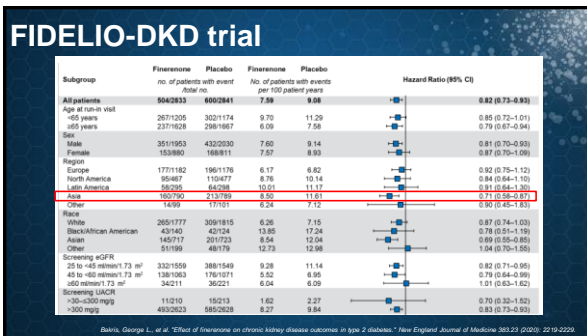 FIDELIO-DKD trial
Finerenone Placebo Finerenone Placebo
Subgroup no. of patients with event /total no. No. of patients with events per 100 patient years Hazard Ratio (95% CI)
All patients 504/2833 600/2841 7.59 9.08 0.82 (0.73–0.93)
Age at run-in visit
<65 years 267/1205 302/1174 9.70 11.29 0.85 (0.72–1.01)
≥65 years 237/1628 298/1667 6.09 7.58 0.79 (0.67–0.94)
Sex
Male 351/1953 432/2030 7.60 9.14 0.81 (0.70–0.93)
Female 153/880 168/811 7.57 8.93 0.87 (0.70–1.09)
Region
Europe 177/1182 196/1176 6.17 6.82 0.92 (0.75–1.12)
North America 95/467 110/477 8.76 10.14 0.84 (0.64–1.10)
Latin America 58/295 64/298 10.01 11.17 0.91 (0.64–1.30)
Asia 160/790 213/789 8.50 11.61 0.71 (0.58–0.87)
Other 14/99 17/101 6.24 7.12 0.90 (0.45–1.83)
Race
White 265/1777 309/1815 6.26 7.15 0.87 (0.74–1.03)
Black/African American 43/140 42/124 13.85 17.24 0.78 (0.51–1.19)
Asian 145/717 201/723 8.54 12.04 0.69 (0.55–0.85)
Other 51/199 48/179 12.73 12.98 1.04 (0.70–1.55)
Screening eGFR
25 to <45 ml/min/1.73 m² 332/1559 388/1549 9.28 11.14 0.82 (0.71–0.95)
45 to <60 ml/min/1.73 m² 138/1063 176/1071 5.52 6.95 0.79 (0.64–0.99)
≥60 ml/min/1.73 m² 34/211 36/221 6.04 6.09 1.01 (0.63–1.62)
Screening UACR
>30–≤300 mg/g 11/210 15/213 1.62 2.27 0.70 (0.32–1.52)
>300 mg/g 493/2623 585/2628 8.27 9.84 0.83 (0.73–0.93)
Bakris, George L., et al. "Effect of finerenone on chronic kidney disease outcomes in type 2 diabetes." New England Journal of Medicine 383.23 (2020): 2219-2229.